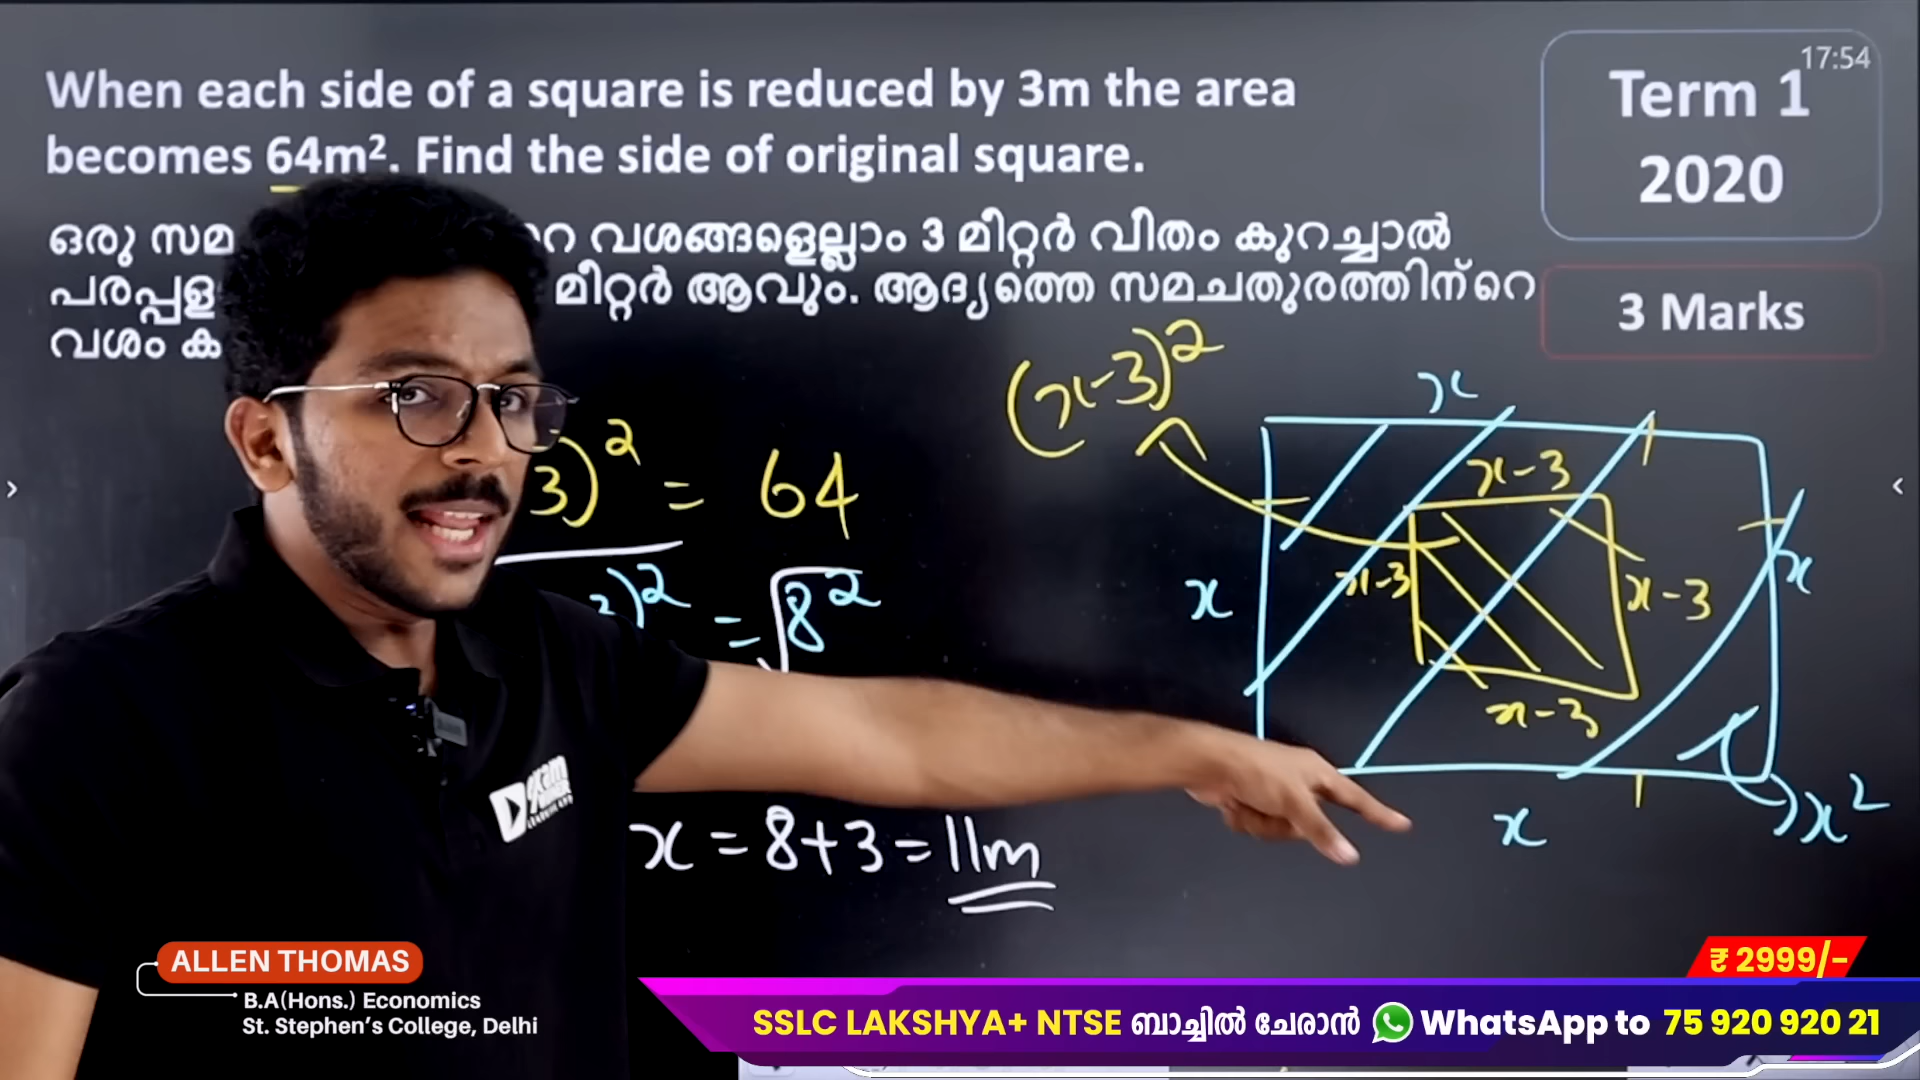 When each side of a square is reduced by 3m the area
becomes 64m². Find the side of original square.
17:54
Term 1
2020
3 Marks
ഒരു സമ റെ വശങ്ങളെല്ലാം 3 മീറ്റർ വീതം കുറച്ചാൽ
പരപ്പള മീറ്റർ ആവും. ആദ്യത്തെ സമചതുരത്തിന്റെ
വശം ക
3)² = 64
)² = √8²
x = 8+3 = 11m
(x-3)²
x
x-3
x
x-3
x-3
x
x-3
x
x²
ALLEN THOMAS
B.A(Hons.) Economics
St. Stephen's College, Delhi
₹ 2999/-
SSLC LAKSHYA+ NTSE ബാച്ചിൽ ചേരാൻ WhatsApp to 75 920 920 21